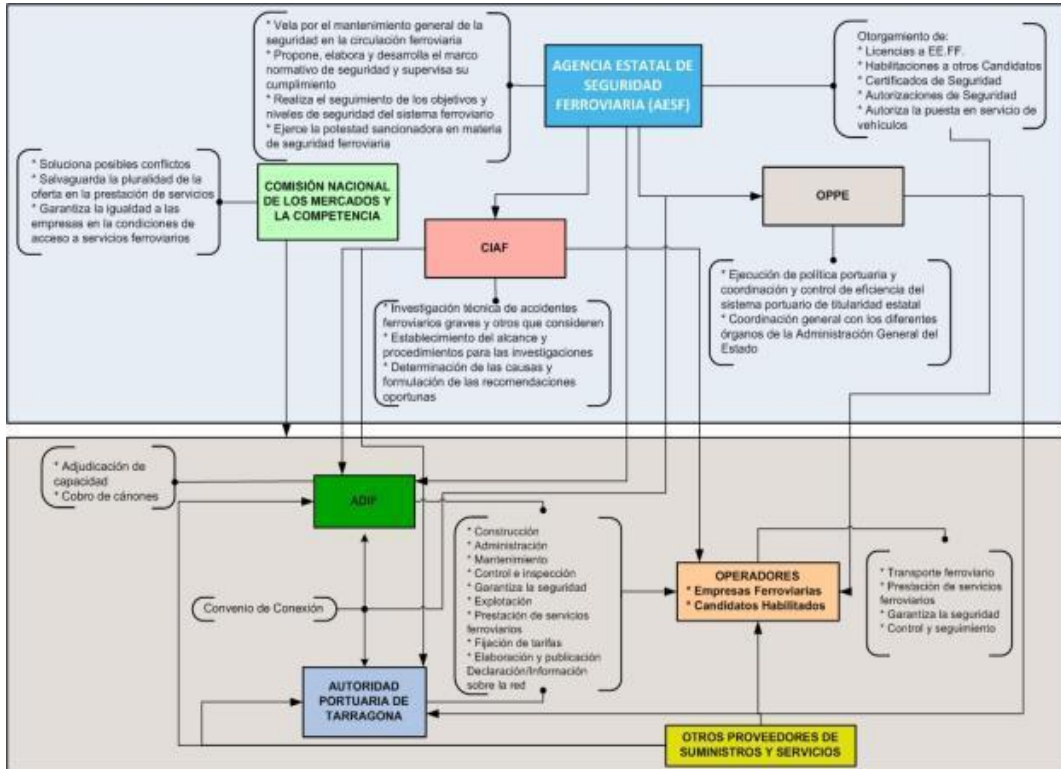 * Vela por el mantenimiento general de la
seguridad en la circulación ferroviaria
* Propone, elabora y desarrolla el marco
normativo de seguridad y supervisa su
cumplimiento
* Realiza el seguimiento de los objetivos y
niveles de seguridad del sistema ferroviario
* Ejerce la potestad sancionadora en materia
de seguridad ferroviaria
AGENCIA ESTATAL DE
SEGURIDAD
FERROVIARIA (AESF)
Otorgamiento de:
* Licencias a EE.FF.
* Habilitaciones a otros Candidatos
* Certificados de Seguridad
* Autorizaciones de Seguridad
* Autoriza la puesta en servicio de
vehículos
* Soluciona posibles conflictos
* Salvaguarda la pluralidad de la
oferta en la prestación de servicios
* Garantiza la igualdad a las
empresas en la condiciones de
acceso a servicios ferroviarios
COMISIÓN NACIONAL
DE LOS MERCADOS Y
LA COMPETENCIA
OPPE
CIAF
* Ejecución de política portuaria y
coordinación y control de eficiencia del
sistema portuario de titularidad estatal
* Coordinación general con los diferentes
órganos de la Administración General del
Estado
* Investigación técnica de accidentes
ferroviarios graves y otros que consideren
* Establecimiento del alcance y
procedimientos para las investigaciones
* Determinación de las causas y
formulación de las recomendaciones
oportunas
* Adjudicación de
capacidad
* Cobro de cánones
ADIF
* Construcción
* Administración
* Mantenimiento
* Control e inspección
* Garantiza la seguridad
* Explotación
* Prestación de servicios
ferroviarios
* Fijación de tarifas
* Elaboración y publicación
Declaración/Información
sobre la red
OPERADORES
* Empresas Ferroviarias
* Candidatos Habilitados
* Transporte ferroviario
* Prestación de servicios
ferroviarios
* Garantiza la seguridad
* Control y seguimiento
Convenio de Conexión
AUTORIDAD
PORTUARIA DE
TARRAGONA
OTROS PROVEEDORES DE
SUMINISTROS Y SERVICIOS